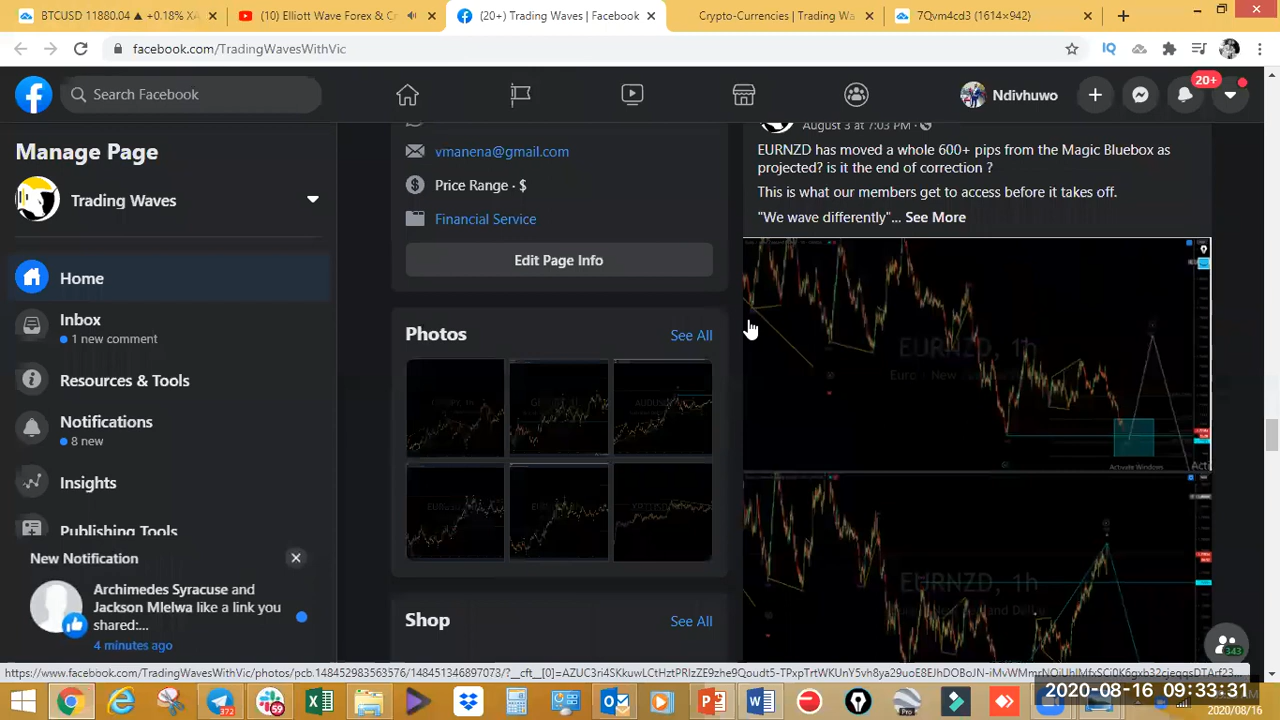 BTCUSD 11880.04 ▲ +0.18% XA
(10) Elliott Wave Forex & C
(20+) Trading Waves | Facebook
Crypto-Currencies | Trading Wa
7Qvm4cd3 (1614×942)
facebook.com/TradingWavesWithVic
Search Facebook
Ndivhuwo
20+
Manage Page
Trading Waves
Home
Inbox
1 new comment
Resources & Tools
Notifications
8 new
Insights
Publishing Tools
New Notification
Archimedes Syracuse and
Jackson Mlelwa like a link you
shared:...
4 minutes ago
vmanena@gmail.com
Price Range · $
Financial Service
Edit Page Info
Photos
See All
Shop
See All
August 3 at 7:03 PM ·
EURNZD has moved a whole 600+ pips from the Magic Bluebox as
projected? is it the end of correction ?
This is what our members get to access before it takes off.
"We wave differently"... See More
EURNZD, 1h
Activate Windows
EURNZD, 1h
343
372
59
Pro
2020-08-16 09:33:31
2020/08/16